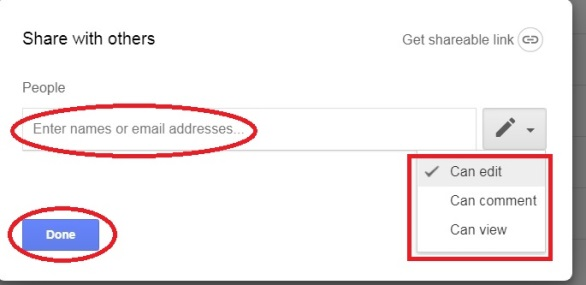 Share with others
Get shareable link
People
Enter names or email addresses...
Can edit
Can comment
Can view
Done